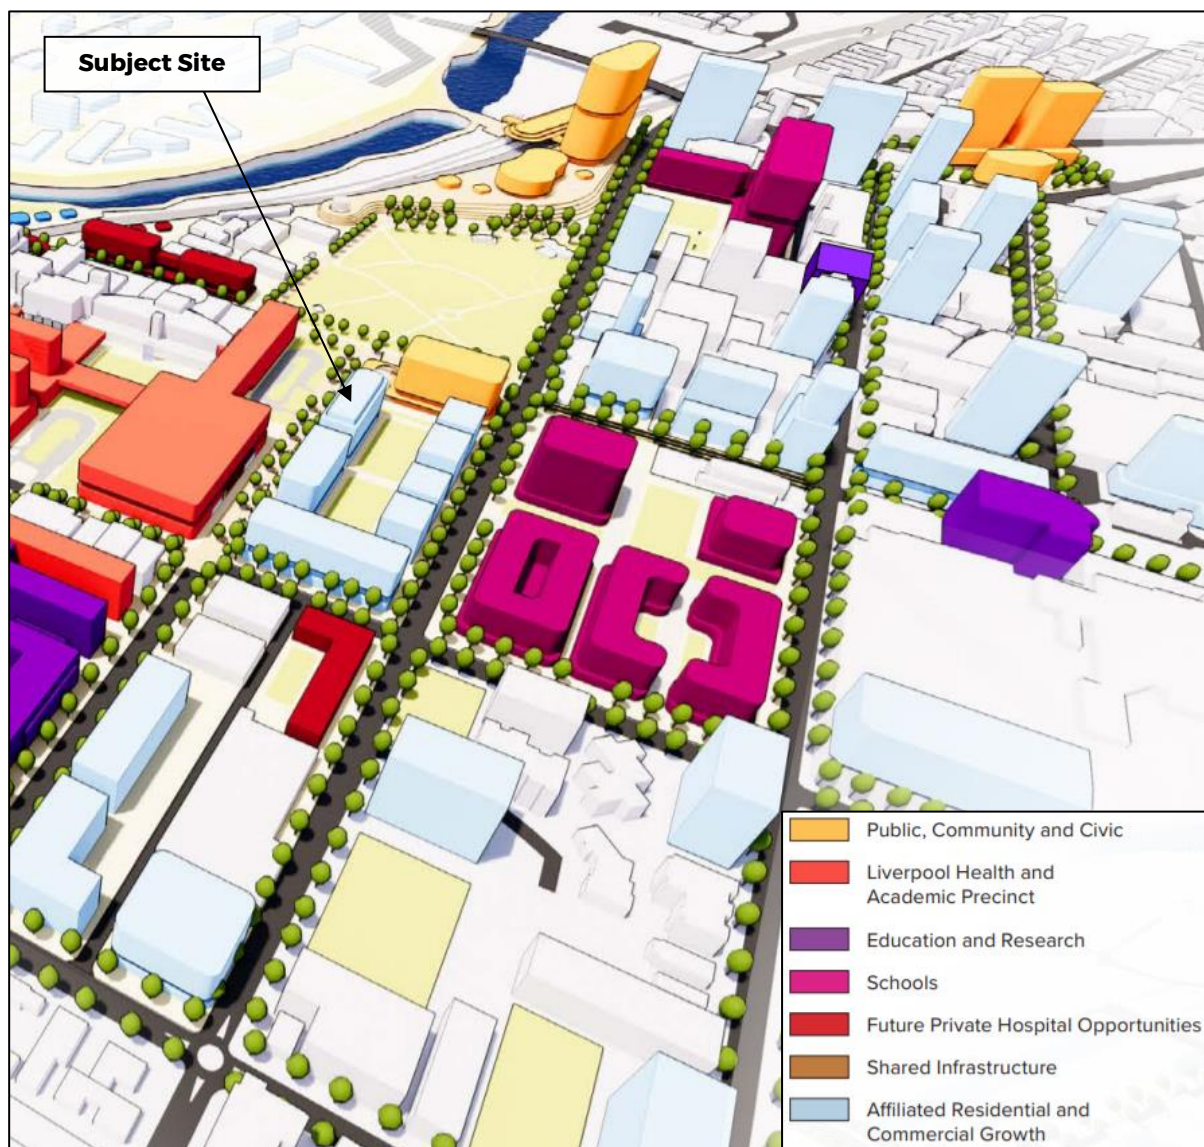 Subject Site
Public, Community and Civic
Liverpool Health and
Academic Precinct
Education and Research
Schools
Future Private Hospital Opportunities
Shared Infrastructure
Affiliated Residential and
Commercial Growth